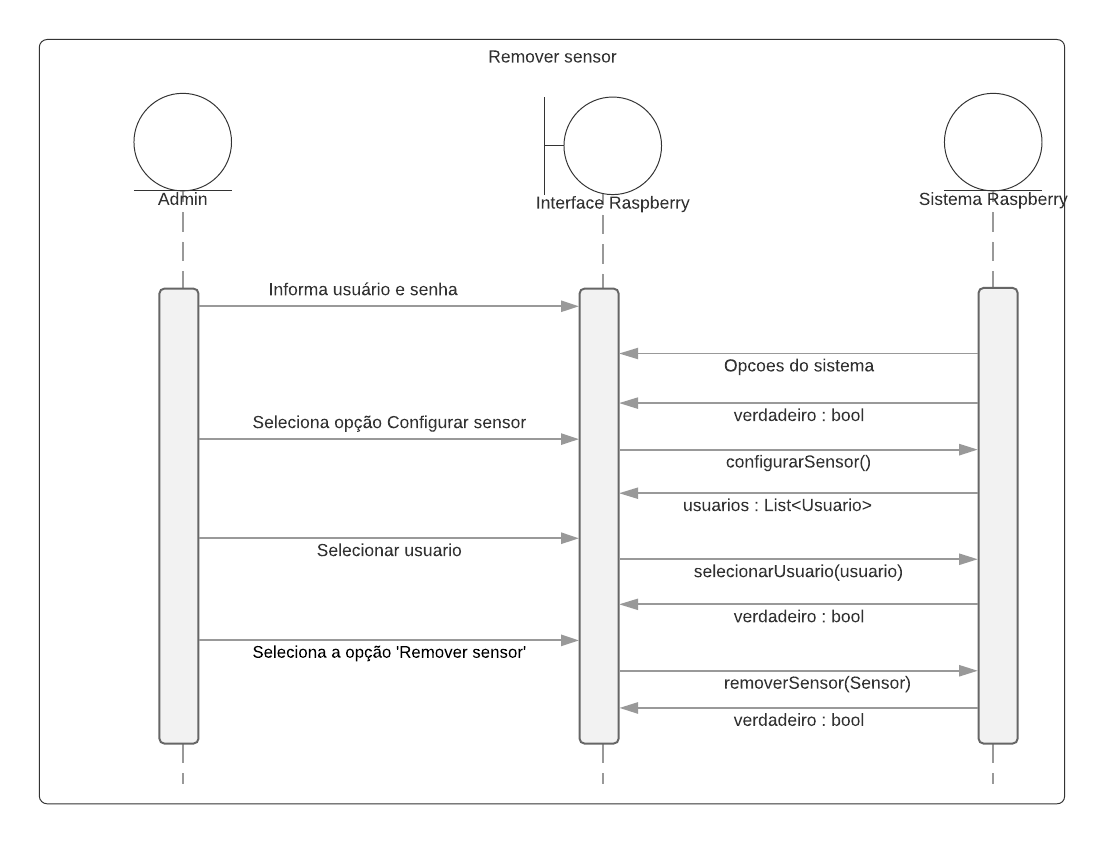 Remover sensor
Admin
Interface Raspberry
Sistema Raspberry
Informa usuário e senha
Opcoes do sistema
verdadeiro : bool
Seleciona opção Configurar sensor
configurarSensor()
usuarios : List<Usuario>
Selecionar usuario
selecionarUsuario(usuario)
verdadeiro : bool
Seleciona a opção 'Remover sensor'
removerSensor(Sensor)
verdadeiro : bool